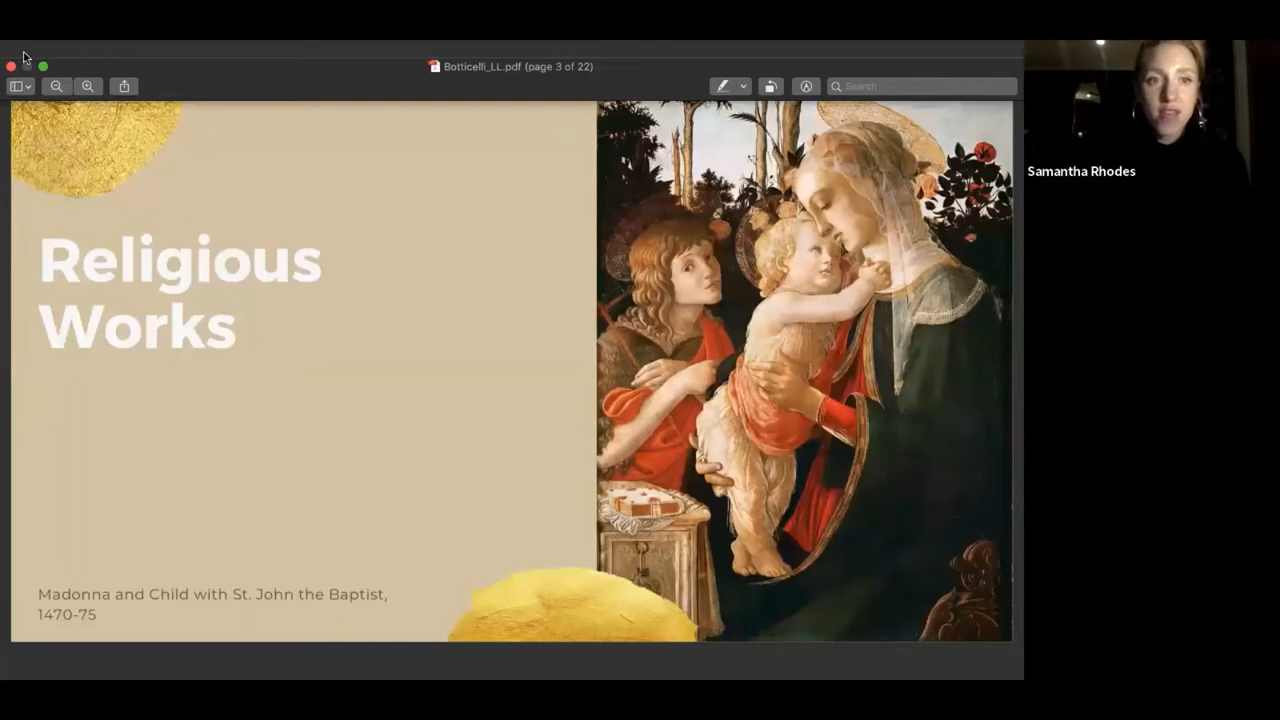 Botticelli_LL.pdf (page 3 of 22)
Search
Samantha Rhodes
Religious
Works
Madonna and Child with St. John the Baptist,
1470-75